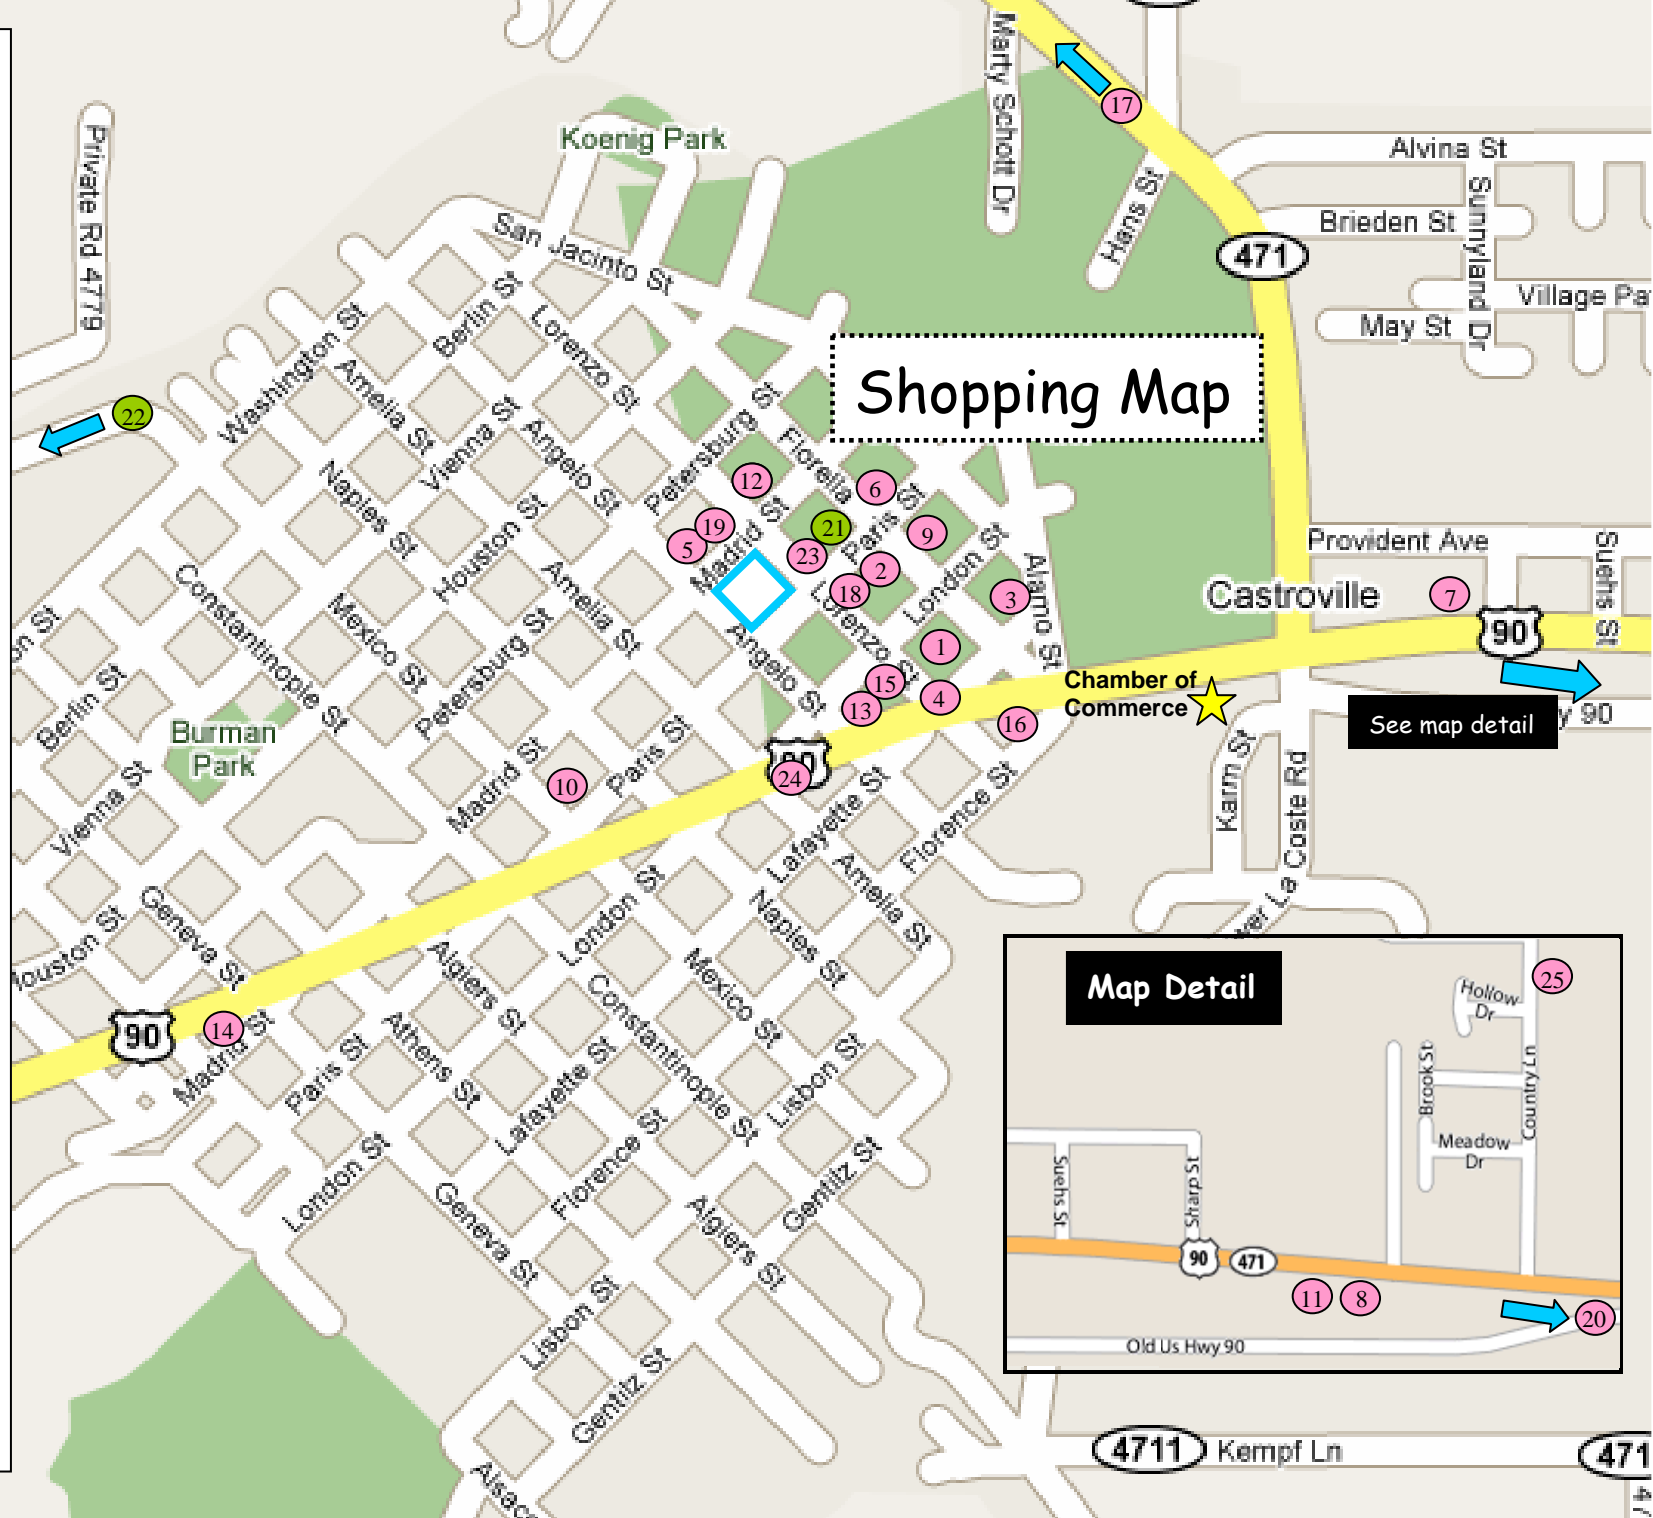 Marty Schott Dr
17
Koenig Park
Private Rd 4779
Alvina St
Hans St
Sunnyland Dr
Brieden St
San Jacinto St
471
Village
May St
Berlin St
Lorenzo St
Washington St
Shopping Map
Amelia St
22
Vienna St
Angelo St
Petersburg St
Fiorella St
Naples St
12
6
Houston St
19
5
Madrid St
21
23
Paris St
9
Provident Ave
Suehs St
2
18
London St
3
Alamo St
Castroville
7
90
Constantinople St
Mexico St
Amelia St
Lorenzo St
1
Petersburg St
Angelo St
15
13
4
16
Chamber of
Commerce
See map detail
90
Berlin St
Burman
Park
Vienna St
Madrid St
10
Paris St
24
Lafayette St
Florence St
Karm St
La Coste Rd
Geneva St
Houston St
London St
Naples St
Amelia St
Algiers St
Mexico St
Constantinople St
90
14
Madrid St
Paris St
Athens St
Lafayette St
Lisbon St
London St
Florence St
Gentilz St
Geneva St
Algiers St
Lisbon St
Gentilz St
Map Detail
25
Hollow
Dr
Brook St
Country Ln
Meadow
Dr
Suehs St
Sharp St
90
471
11
8
20
Old Us Hwy 90
4711
Kempf Ln
471